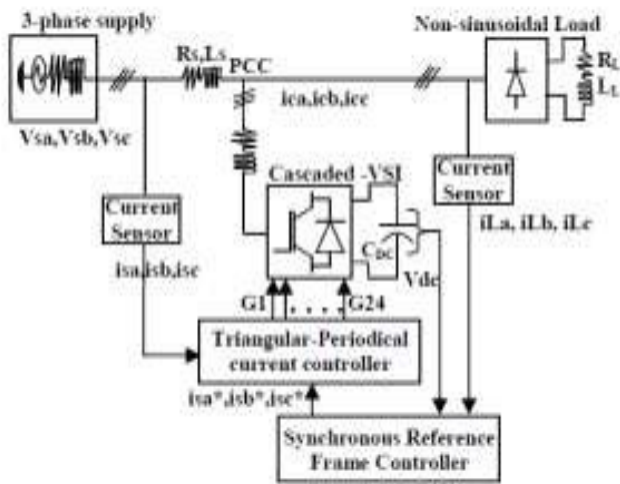 3-phase supply
Non-sinusoidal Load
Rs,Ls
PCC
RL
LL
ica,icb,icc
Vsa,Vsb,Vsc
Cascaded -VSI
Current
Sensor
Current
Sensor
iLa, iLb, iLc
CDC
Vdc
isa,isb,isc
G1 . . . . G24
Triangular-Periodical
current controller
isa*,isb*,isc*
Synchronous Reference
Frame Controller